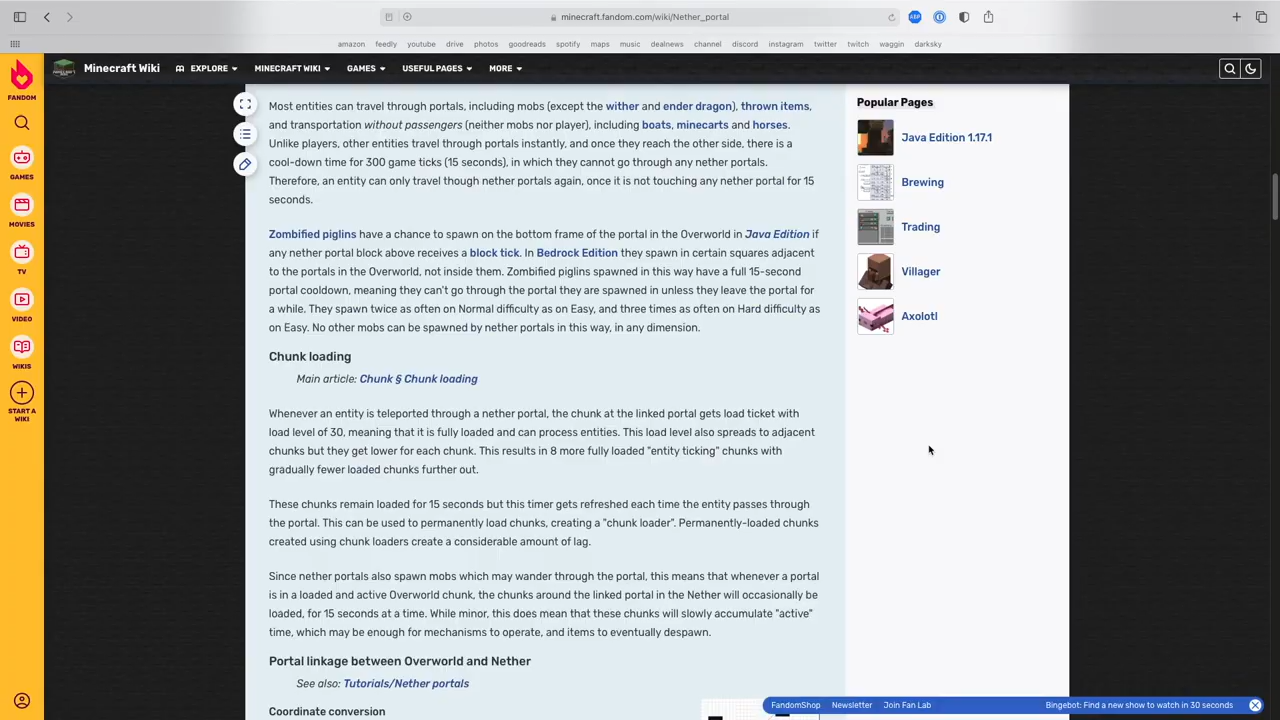 minecraft.fandom.com/wiki/Nether_portal
ABP
amazon feedly youtube drive photos goodreads spotify maps music dealnews channel discord instagram twitter twitch waggin darksky
FANDOM
Minecraft Wiki EXPLORE MINECRAFT WIKI GAMES USEFUL PAGES MORE
GAMES
MOVIES
TV
VIDEO
WIKIS
START A
WIKI
Most entities can travel through portals, including mobs (except the wither and ender dragon), thrown items,
and transportation without passengers (neither mobs nor player), including boats, minecarts and horses.
Unlike players, other entities travel through portals instantly, and once they reach the other side, there is a
cool-down time for 300 game ticks (15 seconds), in which they cannot go through any nether portals.
Therefore, an entity can only travel though nether portals again, once it is not touching any nether portal for 15
seconds.
Zombified piglins have a chance to spawn on the bottom frame of the portal in the Overworld in Java Edition if
any nether portal block above receives a block tick. In Bedrock Edition they spawn in certain squares adjacent
to the portals in the Overworld, not inside them. Zombified piglins spawned in this way have a full 15-second
portal cooldown, meaning they can't go through the portal they are spawned in unless they leave the portal for
a while. They spawn twice as often on Normal difficulty as on Easy, and three times as often on Hard difficulty as
on Easy. No other mobs can be spawned by nether portals in this way, in any dimension.
Chunk loading
Main article: Chunk § Chunk loading
Whenever an entity is teleported through a nether portal, the chunk at the linked portal gets load ticket with
load level of 30, meaning that it is fully loaded and can process entities. This load level also spreads to adjacent
chunks but they get lower for each chunk. This results in 8 more fully loaded "entity ticking" chunks with
gradually fewer loaded chunks further out.
These chunks remain loaded for 15 seconds but this timer gets refreshed each time the entity passes through
the portal. This can be used to permanently load chunks, creating a "chunk loader". Permanently-loaded chunks
created using chunk loaders create a considerable amount of lag.
Since nether portals also spawn mobs which may wander through the portal, this means that whenever a portal
is in a loaded and active Overworld chunk, the chunks around the linked portal in the Nether will occasionally be
loaded, for 15 seconds at a time. While minor, this does mean that these chunks will slowly accumulate "active"
time, which may be enough for mechanisms to operate, and items to eventually despawn.
Portal linkage between Overworld and Nether
See also: Tutorials/Nether portals
Coordinate conversion
Popular Pages
Java Edition 1.17.1
Brewing
Trading
Villager
Axolotl
FandomShop Newsletter Join Fan Lab Bingebot: Find a new show to watch in 30 seconds